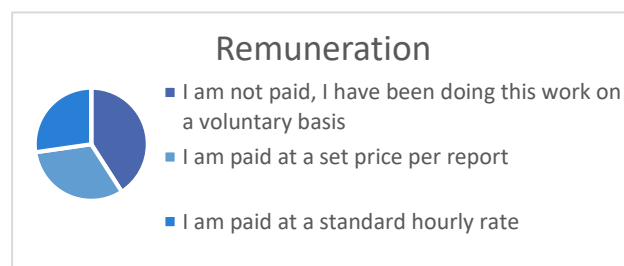 Remuneration
I am not paid, I have been doing this work on
a voluntary basis
I am paid at a set price per report
I am paid at a standard hourly rate